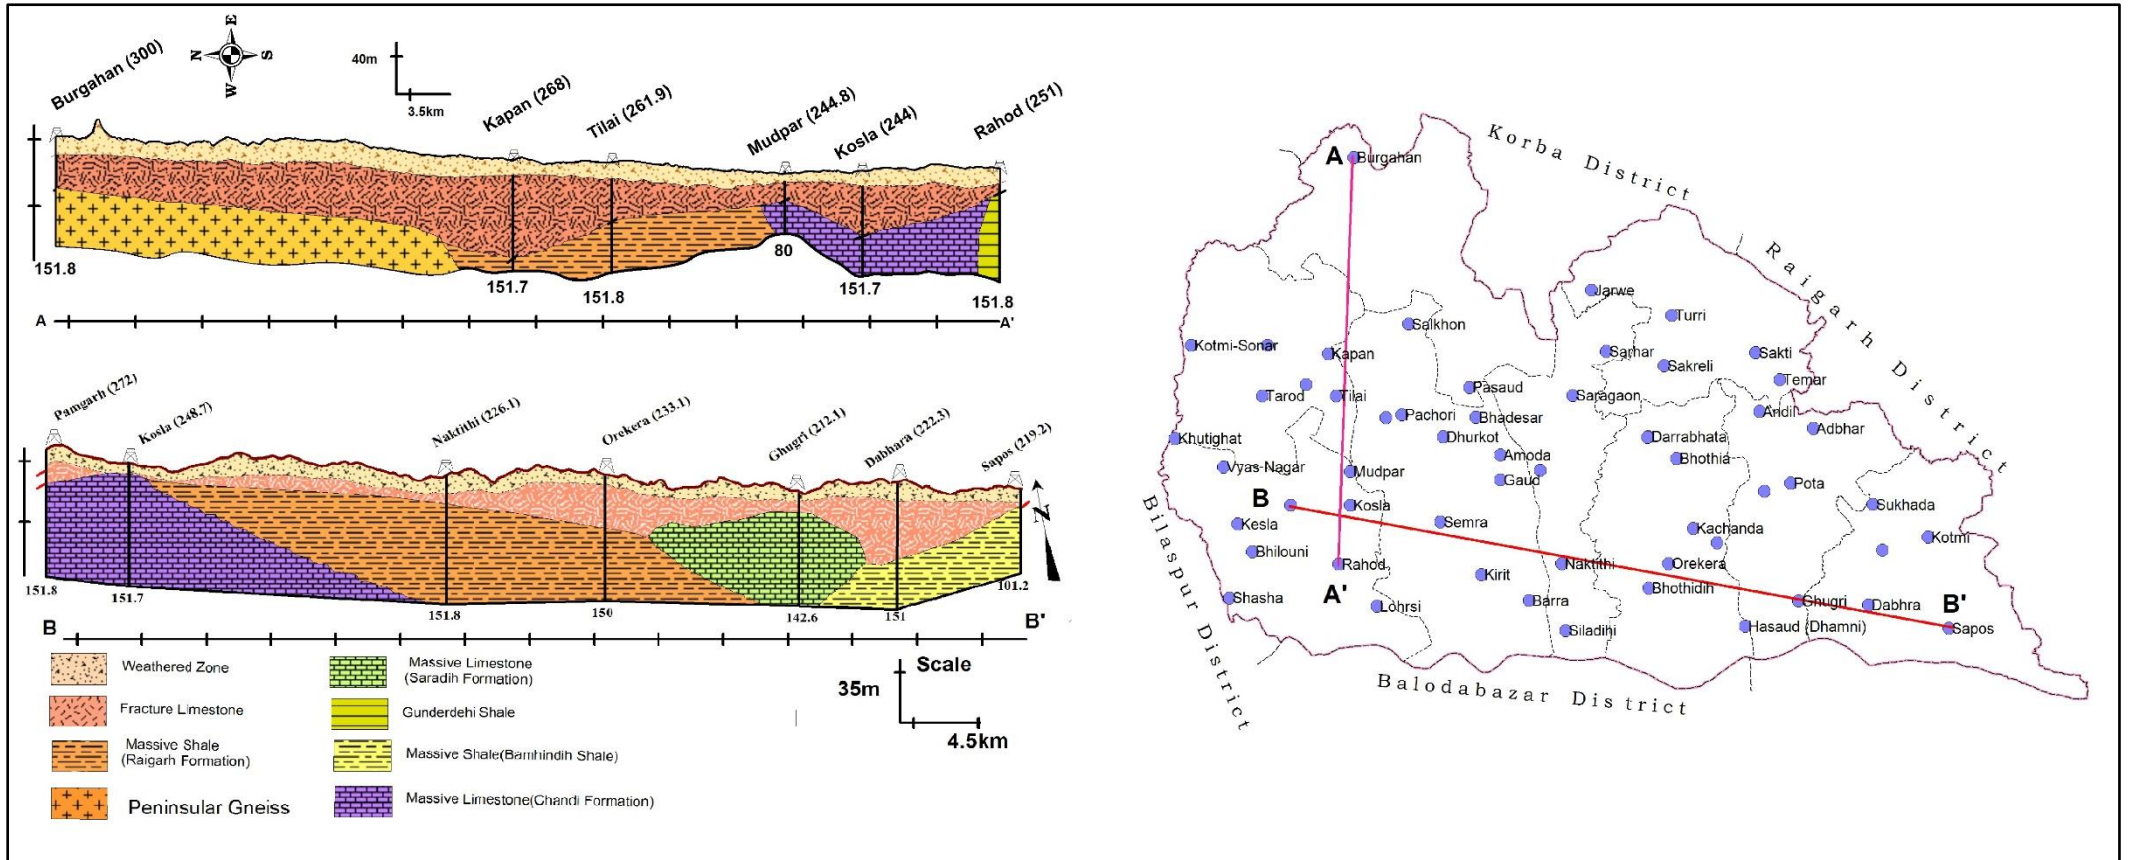 E
N
S
W
40m
3.5km
Burgahan (300)
Kapan (268)
Tilai (261.9)
Mudpar (244.8)
Kosla (244)
Rahod (251)
151.8
151.7
151.8
80
151.7
151.8
A
A'
Pamgarh (272)
Kosla (248.7)
Naktithi (226.1)
Orekera (233.1)
Ghugri (212.1)
Dabhara (222.3)
Sapos (219.2)
N
151.8
151.7
151.8
150
142.6
151
101.2
B
B'
Weathered Zone
Fracture Limestone
Massive Shale
(Raigarh Formation)
Peninsular Gneiss
Massive Limestone
(Saradih Formation)
Gunderdehi Shale
Massive Shale(Bamhindih Shale)
Massive Limestone(Chandi Formation)
Scale
35m
4.5km
Korba District
Raigarh District
Bilaspur District
Balodabazar District
A
Burgahan
Jarwe
Turri
Salkhon
Kotmi-Sonar
Kapan
Sarhar
Sakti
Sakreli
Temar
Tarod
Tilai
Pasaud
Saragaon
Pachori
Bhadesar
Andil
Adbhar
Khutighat
Dhurkot
Darrabhata
Vyas-Nagar
Mudpar
Amoda
Bhothia
Gaud
Pota
B
Kosla
Sukhada
Kesla
Semra
Kachanda
Kotmi
Bhilouni
Rahod
Naktithi
Orekera
Kirit
A'
Bhothidih
Shasha
Lohrsi
Barra
Ghugri
Dabhra
B'
Siladihi
Hasaud (Dhamni)
Sapos